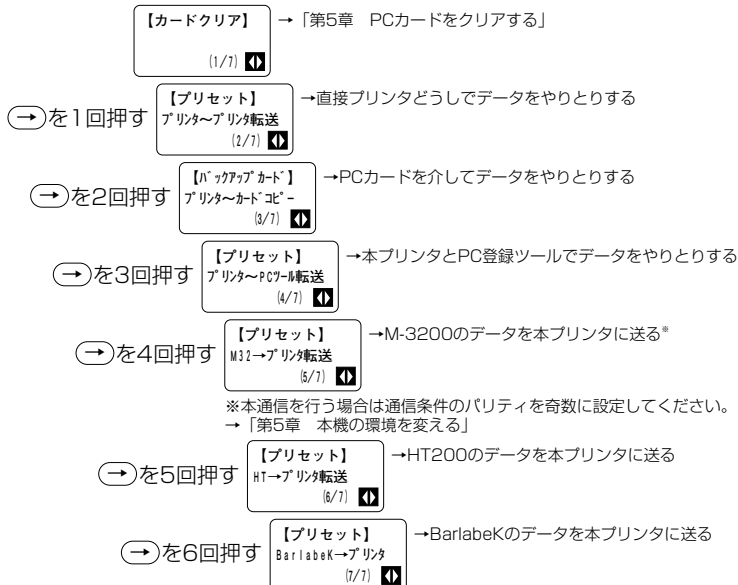 【カードクリア】 →「第5章　PCカードをクリアする」
(1/7)
→を1回押す 【プリセット】 →直接プリンタどうしでデータをやりとりする
プリンタ～プリンタ転送
(2/7)
→を2回押す 【バックアップカード】 →PCカードを介してデータをやりとりする
プリンタ～カードコピー
(3/7)
→を3回押す 【プリセット】 →本プリンタとPC登録ツールでデータをやりとりする
プリンタ～PCツール転送
(4/7)
→を4回押す 【プリセット】 →M-3200のデータを本プリンタに送る※
M32→プリンタ転送
(5/7)
※本通信を行う場合は通信条件のパリティを奇数に設定してください。
→「第5章　本機の環境を変える」
→を5回押す 【プリセット】 →HT200のデータを本プリンタに送る
HT→プリンタ転送
(6/7)
→を6回押す 【プリセット】 →BarlabeKのデータを本プリンタに送る
BarlabeK→プリンタ
(7/7)